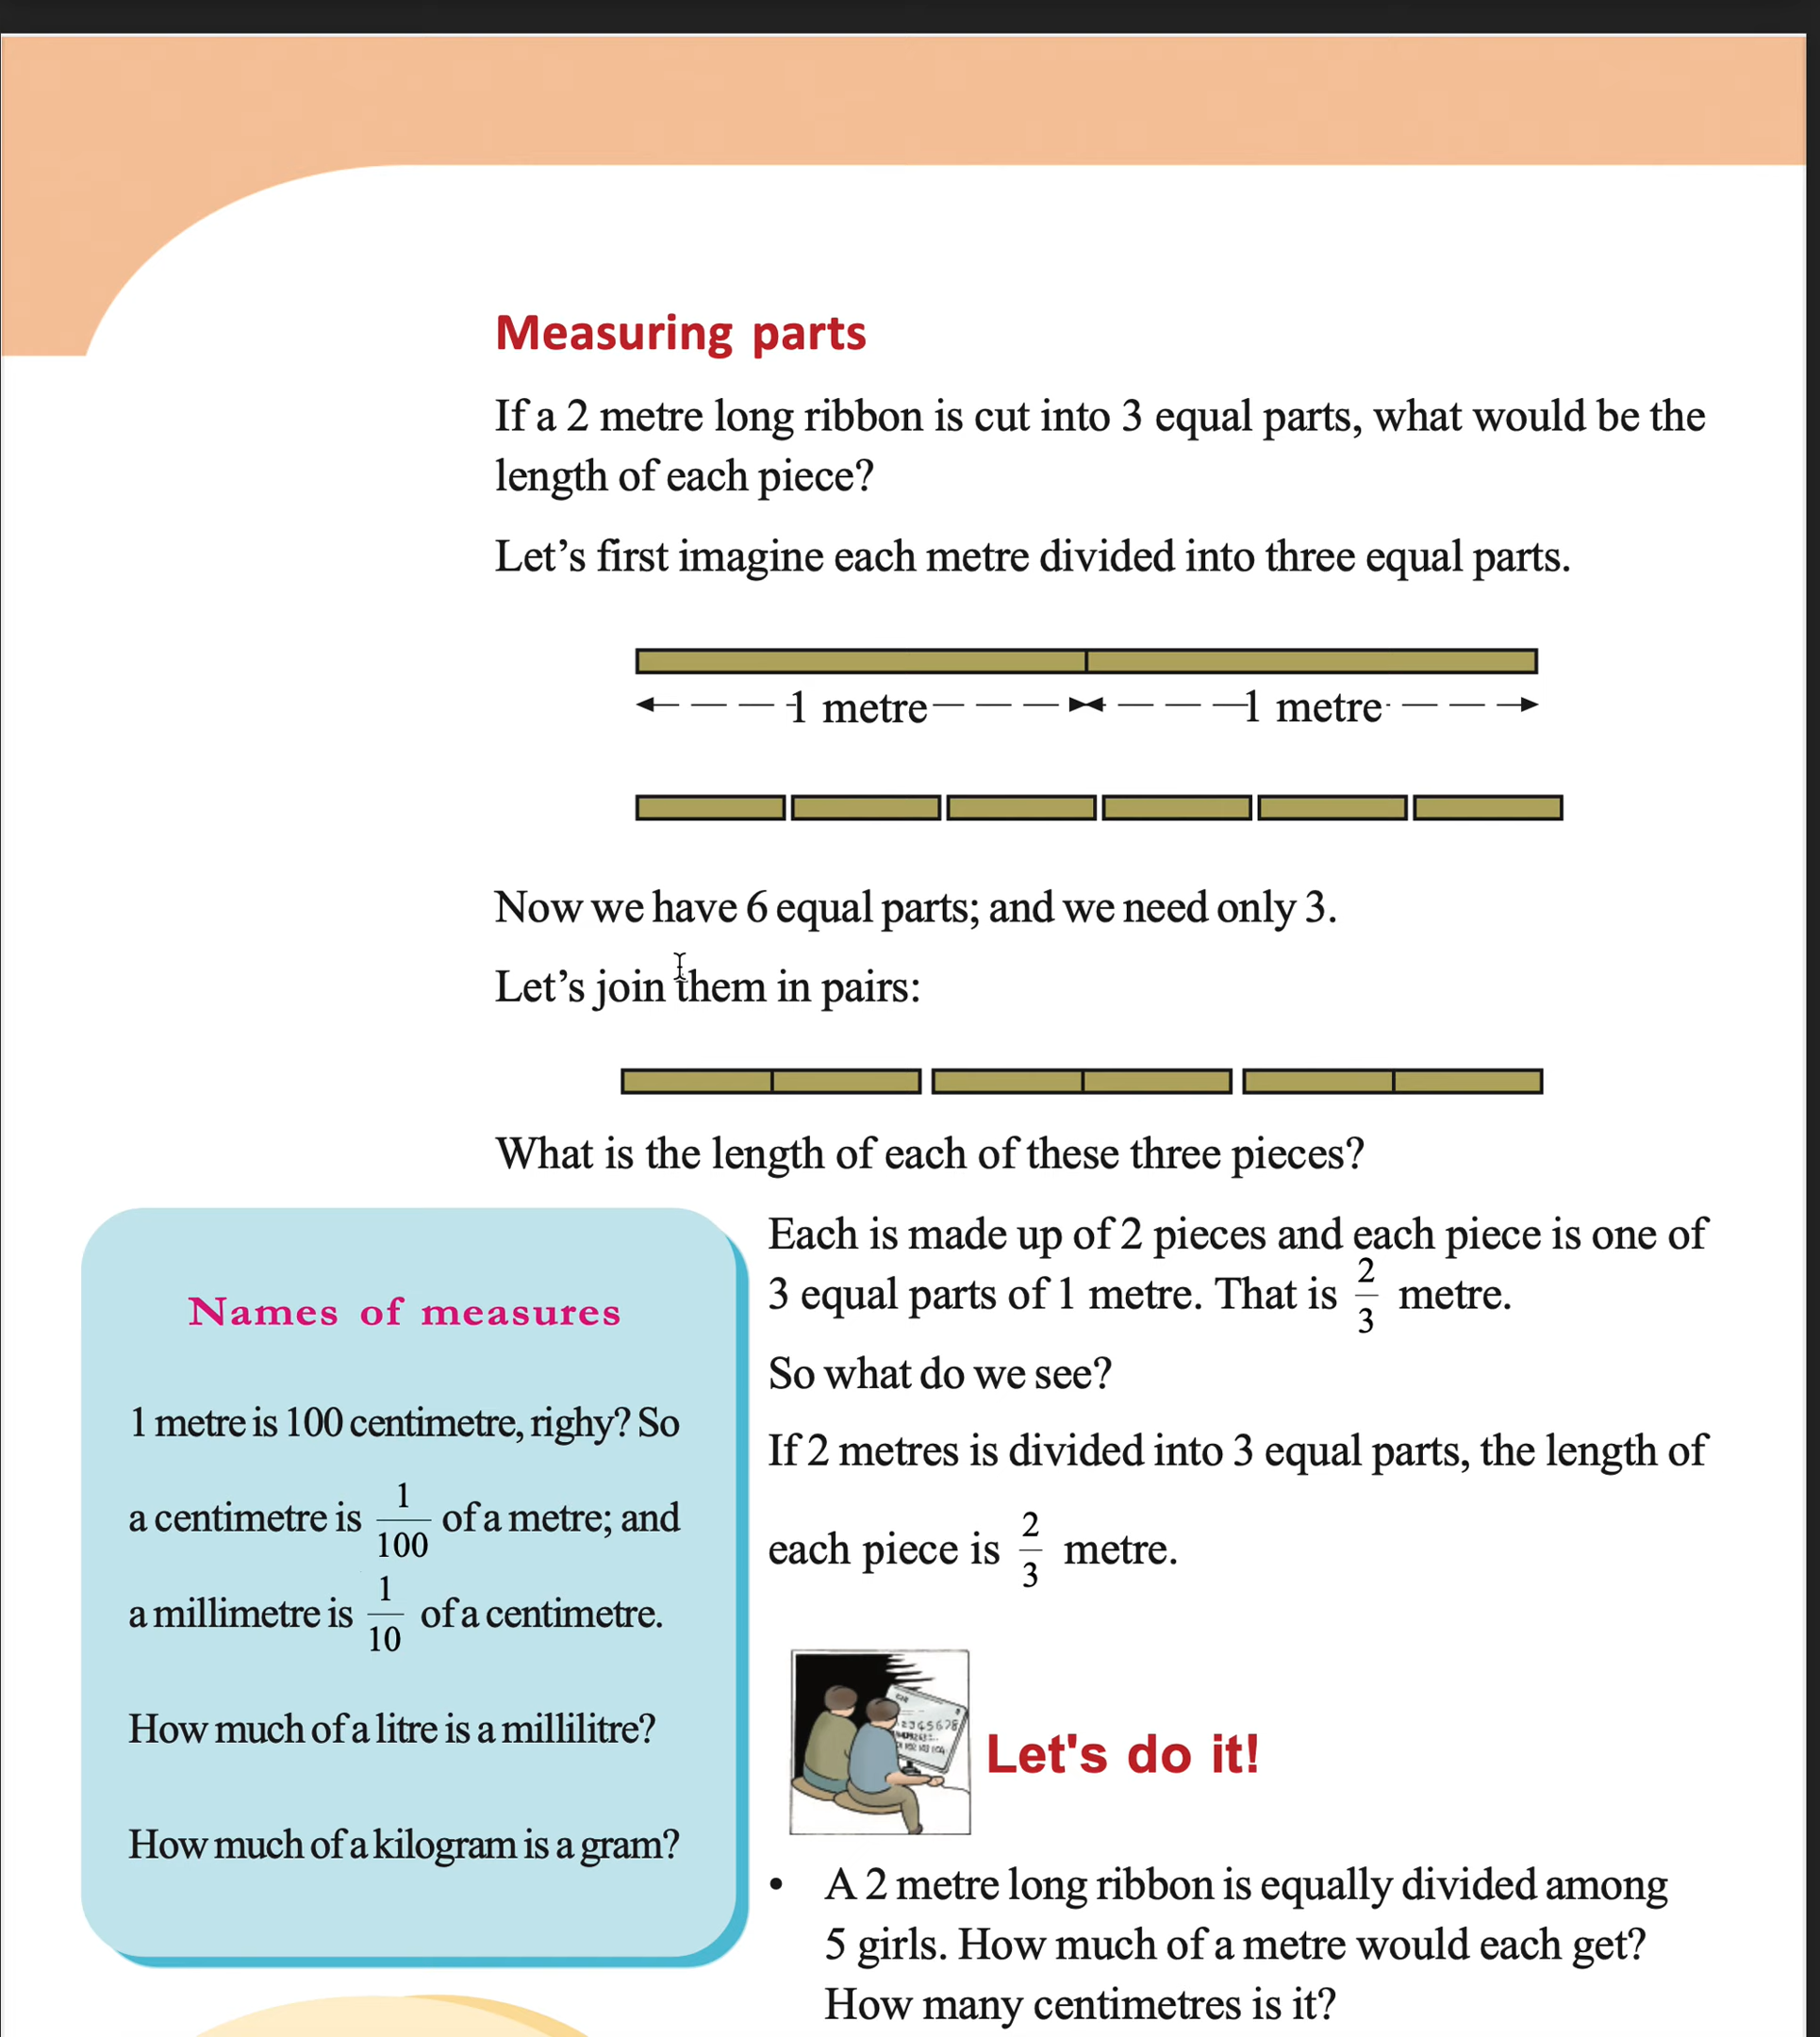 Measuring parts
If a 2 metre long ribbon is cut into 3 equal parts, what would be the
length of each piece?
Let’s first imagine each metre divided into three equal parts.
1 metre 1 metre
Now we have 6 equal parts; and we need only 3.
Let’s join them in pairs:
What is the length of each of these three pieces?
Each is made up of 2 pieces and each piece is one of
3 equal parts of 1 metre. That is 2/3 metre.
So what do we see?
If 2 metres is divided into 3 equal parts, the length of
each piece is 2/3 metre.
Names of measures
1 metre is 100 centimetre, righy? So
a centimetre is 1/100 of a metre; and
a millimetre is 1/10 of a centimetre.
How much of a litre is a millilitre?
How much of a kilogram is a gram?
Let's do it!
• A 2 metre long ribbon is equally divided among
5 girls. How much of a metre would each get?
How many centimetres is it?